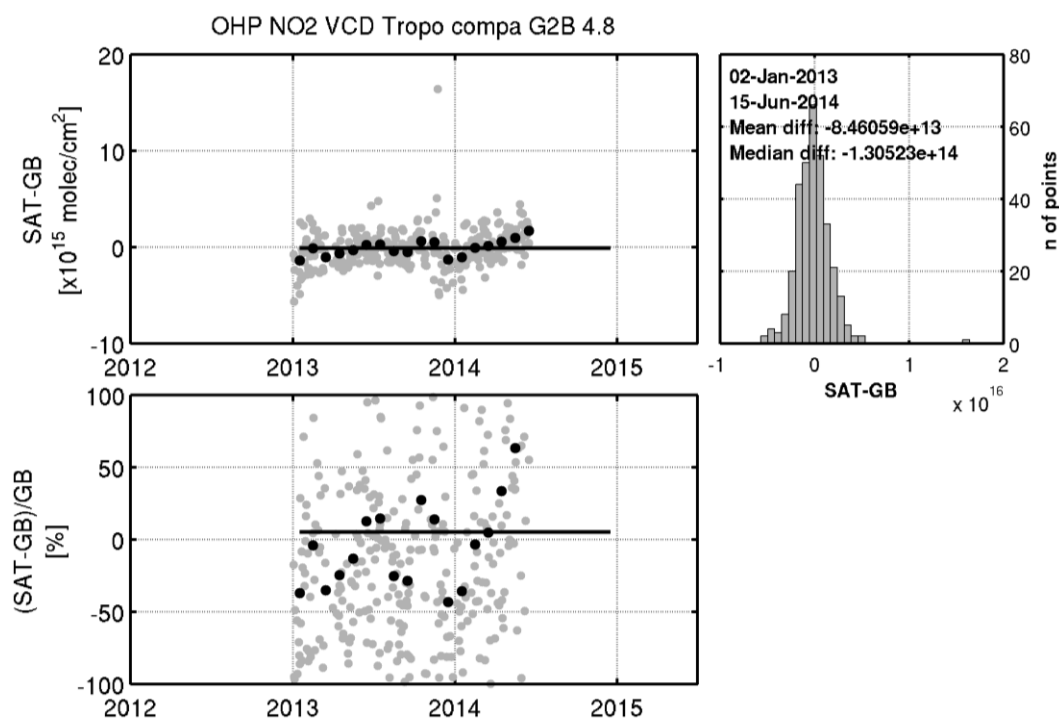 OHP NO2 VCD Tropo compa G2B 4.8
SAT-GB
[x10^15 molec/cm^2]
20
10
0
-10
2012
2013
2014
2015
02-Jan-2013
15-Jun-2014
Mean diff: -8.46059e+13
Median diff: -1.30523e+14
80
60
40
20
0
n of points
-1
0
1
2
SAT-GB
x 10^16
(SAT-GB)/GB
[%]
100
50
0
-50
-100
2012
2013
2014
2015